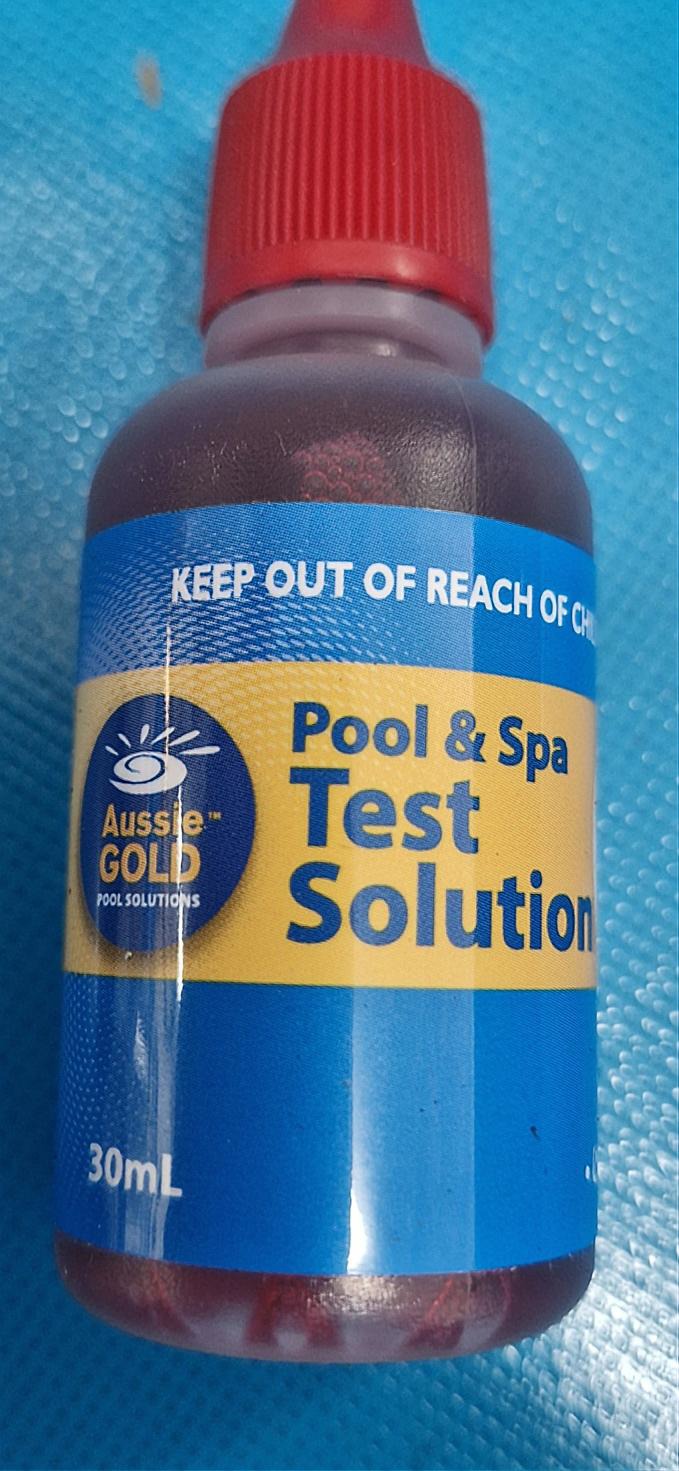 KEEP OUT OF REACH OF
Pool & Spa
Test
Solution
Aussie™
GOLD
POOL SOLUTIONS
30mL